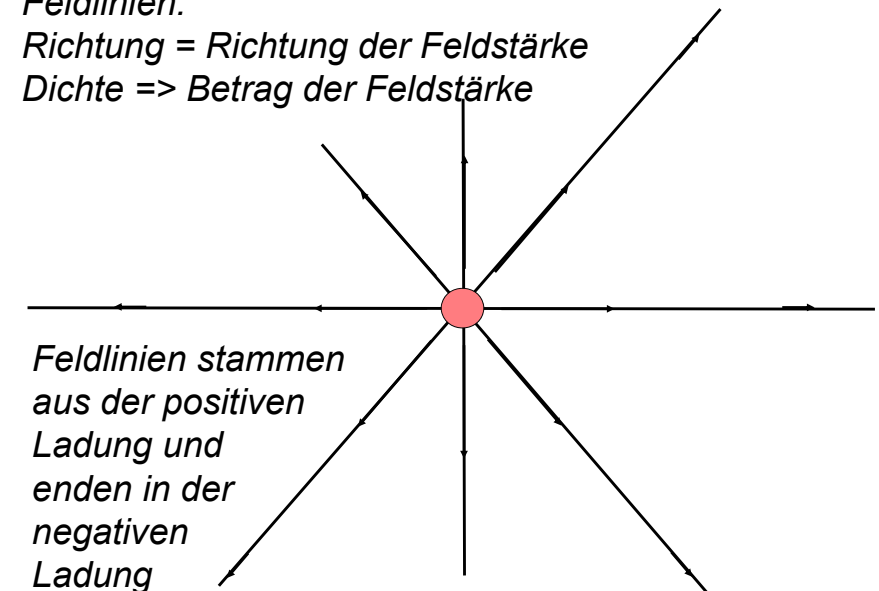 Feldlinien:
Richtung = Richtung der Feldstärke
Dichte => Betrag der Feldstärke
Feldlinien stammen
aus der positiven
Ladung und
enden in der
negativen
Ladung